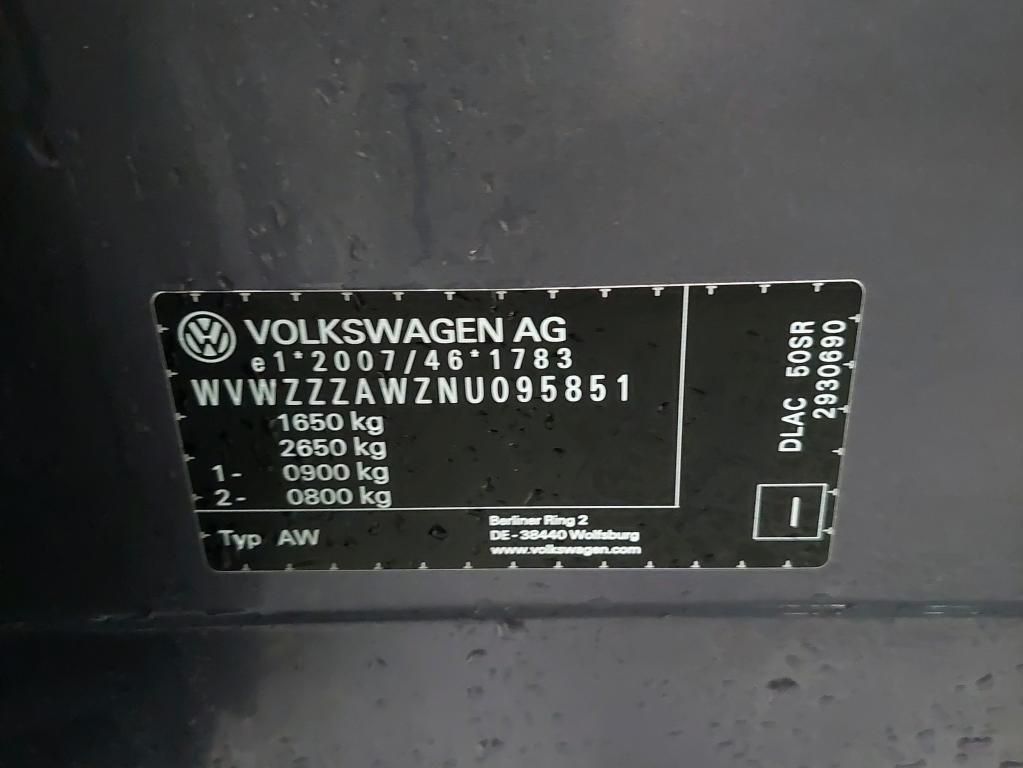 VOLKSWAGEN AG
e1*2007/46*1783
WVWZZZAWZNU095851
1650 kg
2650 kg
1- 0900 kg
2- 0800 kg
Typ AW
Berliner Ring 2
DE-38440 Wolfsburg
www.volkswagen.com
DLAC 50SR
2930690
I